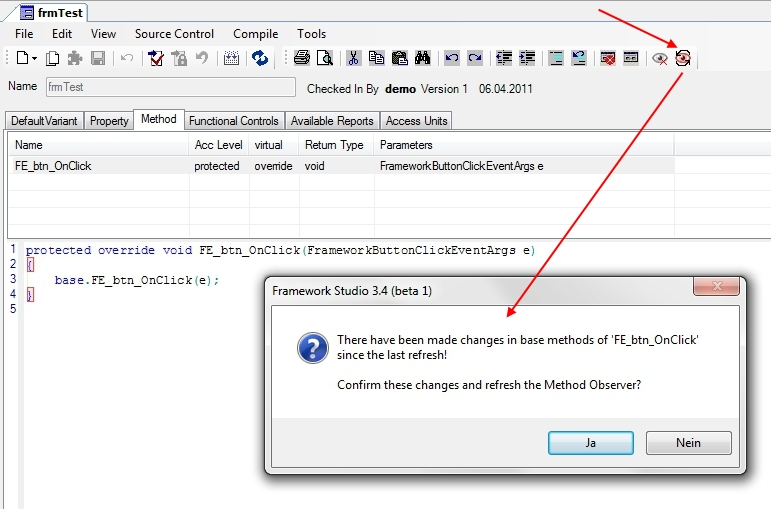 frmTest
File Edit View Source Control Compile Tools
Name frmTest Checked In By demo Version 1 06.04.2011
DefaultVariant Property Method Functional Controls Available Reports Access Units
Name Acc Level virtual Return Type Parameters
FE_btn_OnClick protected override void FrameworkButtonClickEventArgs e
1 protected override void FE_btn_OnClick(FrameworkButtonClickEventArgs e)
2 {
3 base.FE_btn_OnClick(e);
4 }
5
Framework Studio 3.4 (beta 1)
There have been made changes in base methods of 'FE_btn_OnClick'
since the last refresh!
Confirm these changes and refresh the Method Observer?
Ja Nein